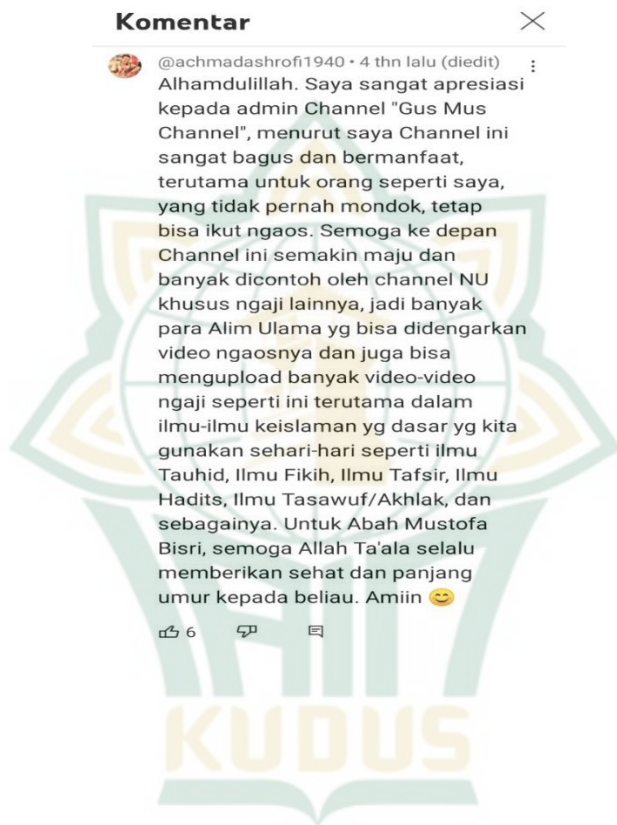 Komentar
@achmadashrofi1940 • 4 thn lalu (diedit)
Alhamdulillah. Saya sangat apresiasi
kepada admin Channel "Gus Mus
Channel", menurut saya Channel ini
sangat bagus dan bermanfaat,
terutama untuk orang seperti saya,
yang tidak pernah mondok, tetap
bisa ikut ngaos. Semoga ke depan
Channel ini semakin maju dan
banyak dicontoh oleh channel NU
khusus ngaji lainnya, jadi banyak
para Alim Ulama yg bisa didengarkan
video ngaosnya dan juga bisa
mengupload banyak video-video
ngaji seperti ini terutama dalam
ilmu-ilmu keislaman yg dasar yg kita
gunakan sehari-hari seperti ilmu
Tauhid, Ilmu Fikih, Ilmu Tafsir, Ilmu
Hadits, Ilmu Tasawuf/Akhlak, dan
sebagainya. Untuk Abah Mustofa
Bisri, semoga Allah Ta'ala selalu
memberikan sehat dan panjang
umur kepada beliau. Amiin 😊
6
KUDUS